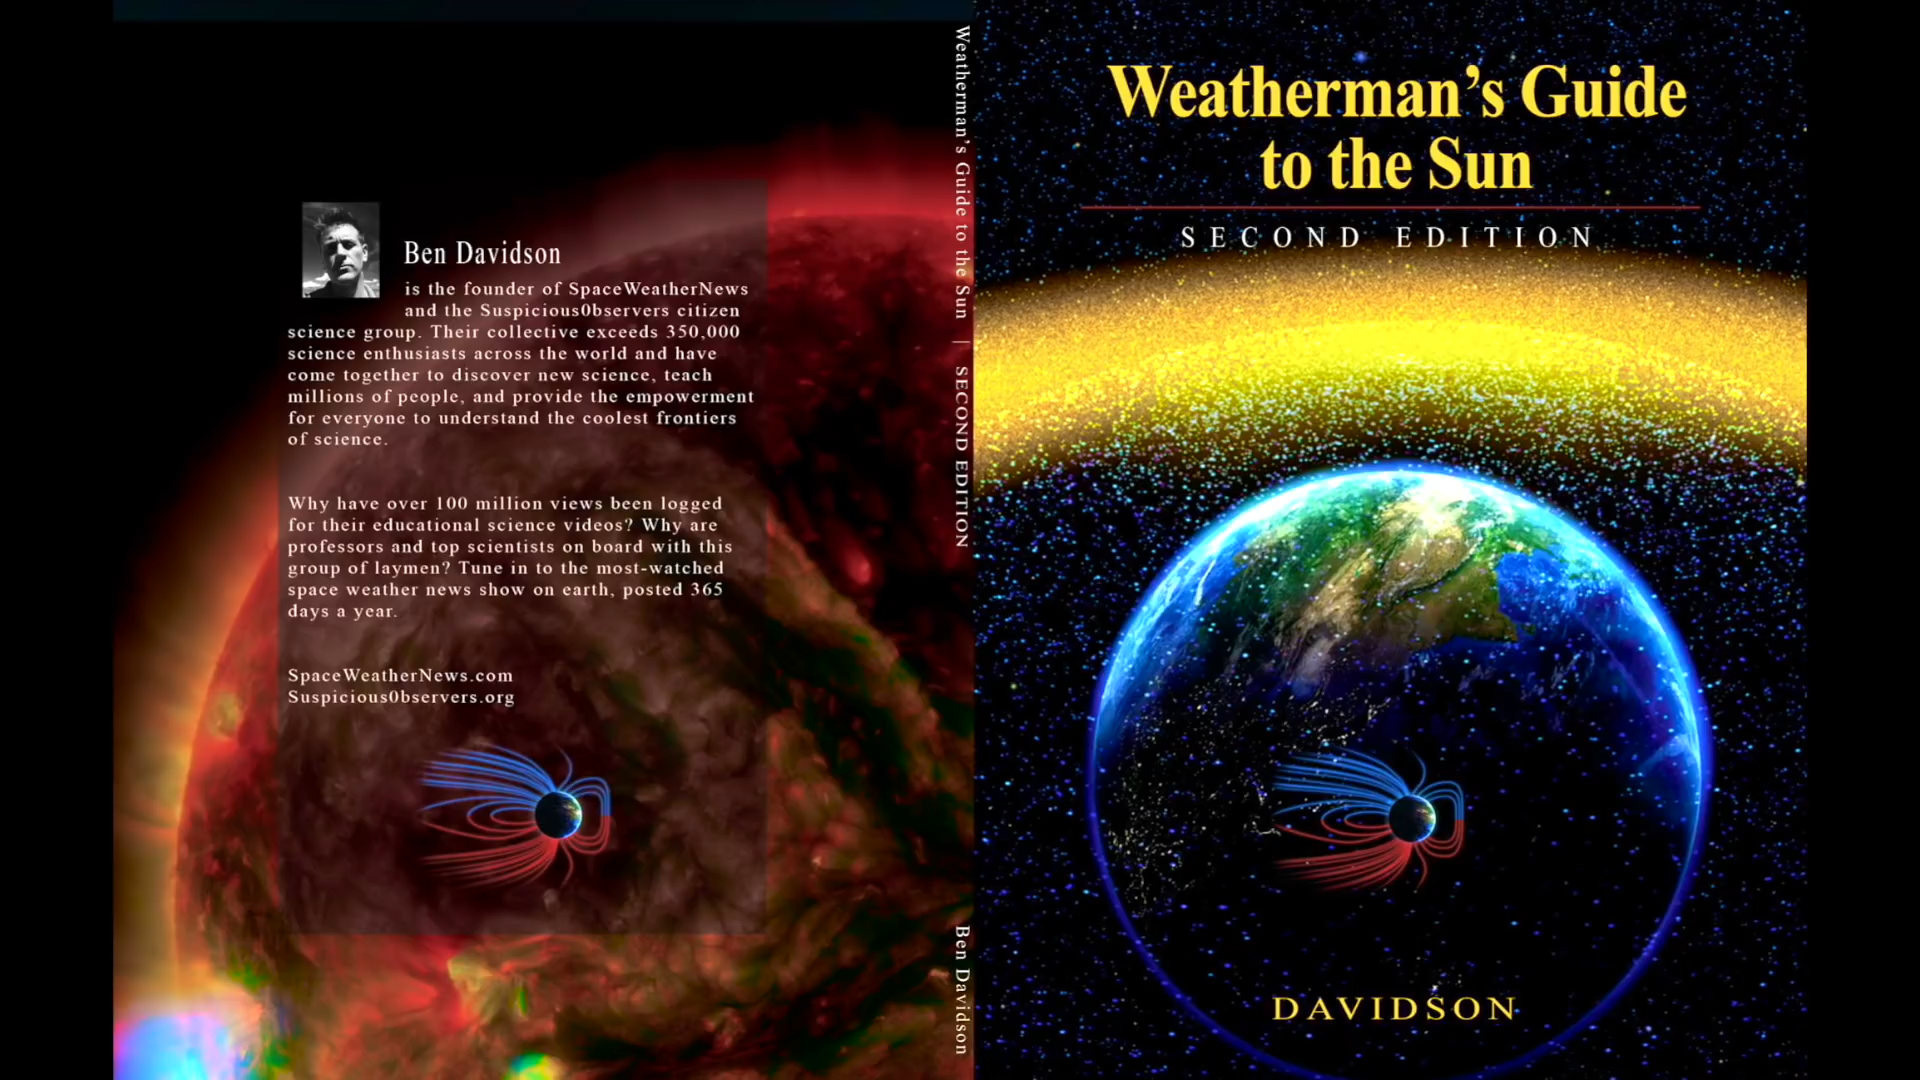 Ben Davidson
is the founder of SpaceWeatherNews
and the Suspicious0bservers citizen
science group. Their collective exceeds 350,000
science enthusiasts across the world and have
come together to discover new science, teach
millions of people, and provide the empowerment
for everyone to understand the coolest frontiers
of science.
Why have over 100 million views been logged
for their educational science videos? Why are
professors and top scientists on board with this
group of laymen? Tune in to the most-watched
space weather news show on earth, posted 365
days a year.
SpaceWeatherNews.com
Suspicious0bservers.org
Weatherman's Guide to the Sun | SECOND EDITION Ben Davidson
Weatherman's Guide
to the Sun
SECOND EDITION
DAVIDSON